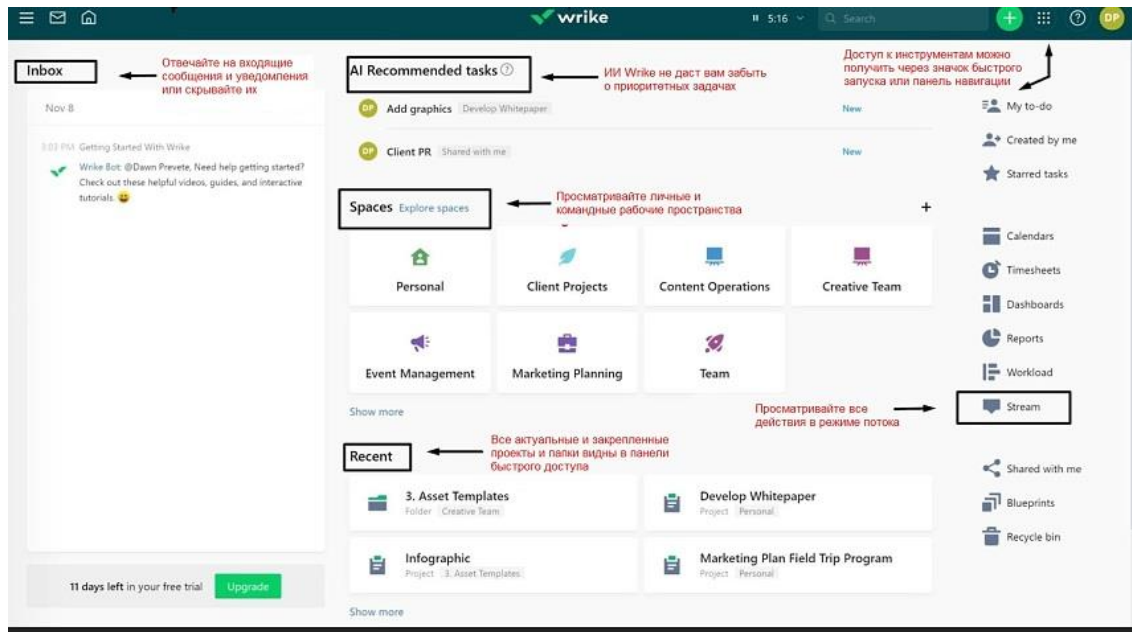 wrike
5:16
Search
DP
Inbox
Отвечайте на входящие
сообщения и уведомления
или скрывайте их
Nov 8
3:03 PM Getting Started With Wrike
Wrike Bot: @Dawn Prevete, Need help getting started?
Check out these helpful videos, guides, and interactive
tutorials.
11 days left in your free trial
Upgrade
AI Recommended tasks
?
ИИ Wrike не даст вам забыть
о приоритетных задачах
DP Add graphics Develop Whitepaper New
DP Client PR Shared with me New
Spaces Explore spaces
Просматривайте личные и
командные рабочие пространства
+
Personal
Client Projects
Content Operations
Creative Team
Event Management
Marketing Planning
Team
Show more
Recent
Все актуальные и закрепленные
проекты и папки видны в панели
быстрого доступа
3. Asset Templates
Folder Creative Team
Develop Whitepaper
Project Personal
Infographic
Project 3. Asset Templates
Marketing Plan Field Trip Program
Project Personal
Show more
Доступ к инструментам можно
получить через значок быстрого
запуска или панель навигации
My to-do
Created by me
Starred tasks
Calendars
Timesheets
Dashboards
Reports
Workload
Просматривайте все
действия в режиме потока
Stream
Shared with me
Blueprints
Recycle bin